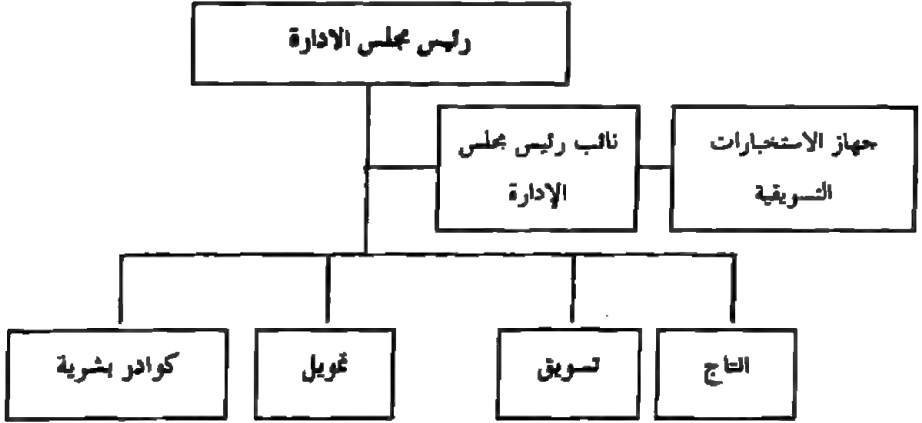 رئيس مجلس الادارة
نائب رئيس مجلس
الإدارة
جهاز الاستخبارات
التسويقية
انتاج
تسويق
تمويل
كوادر بشرية